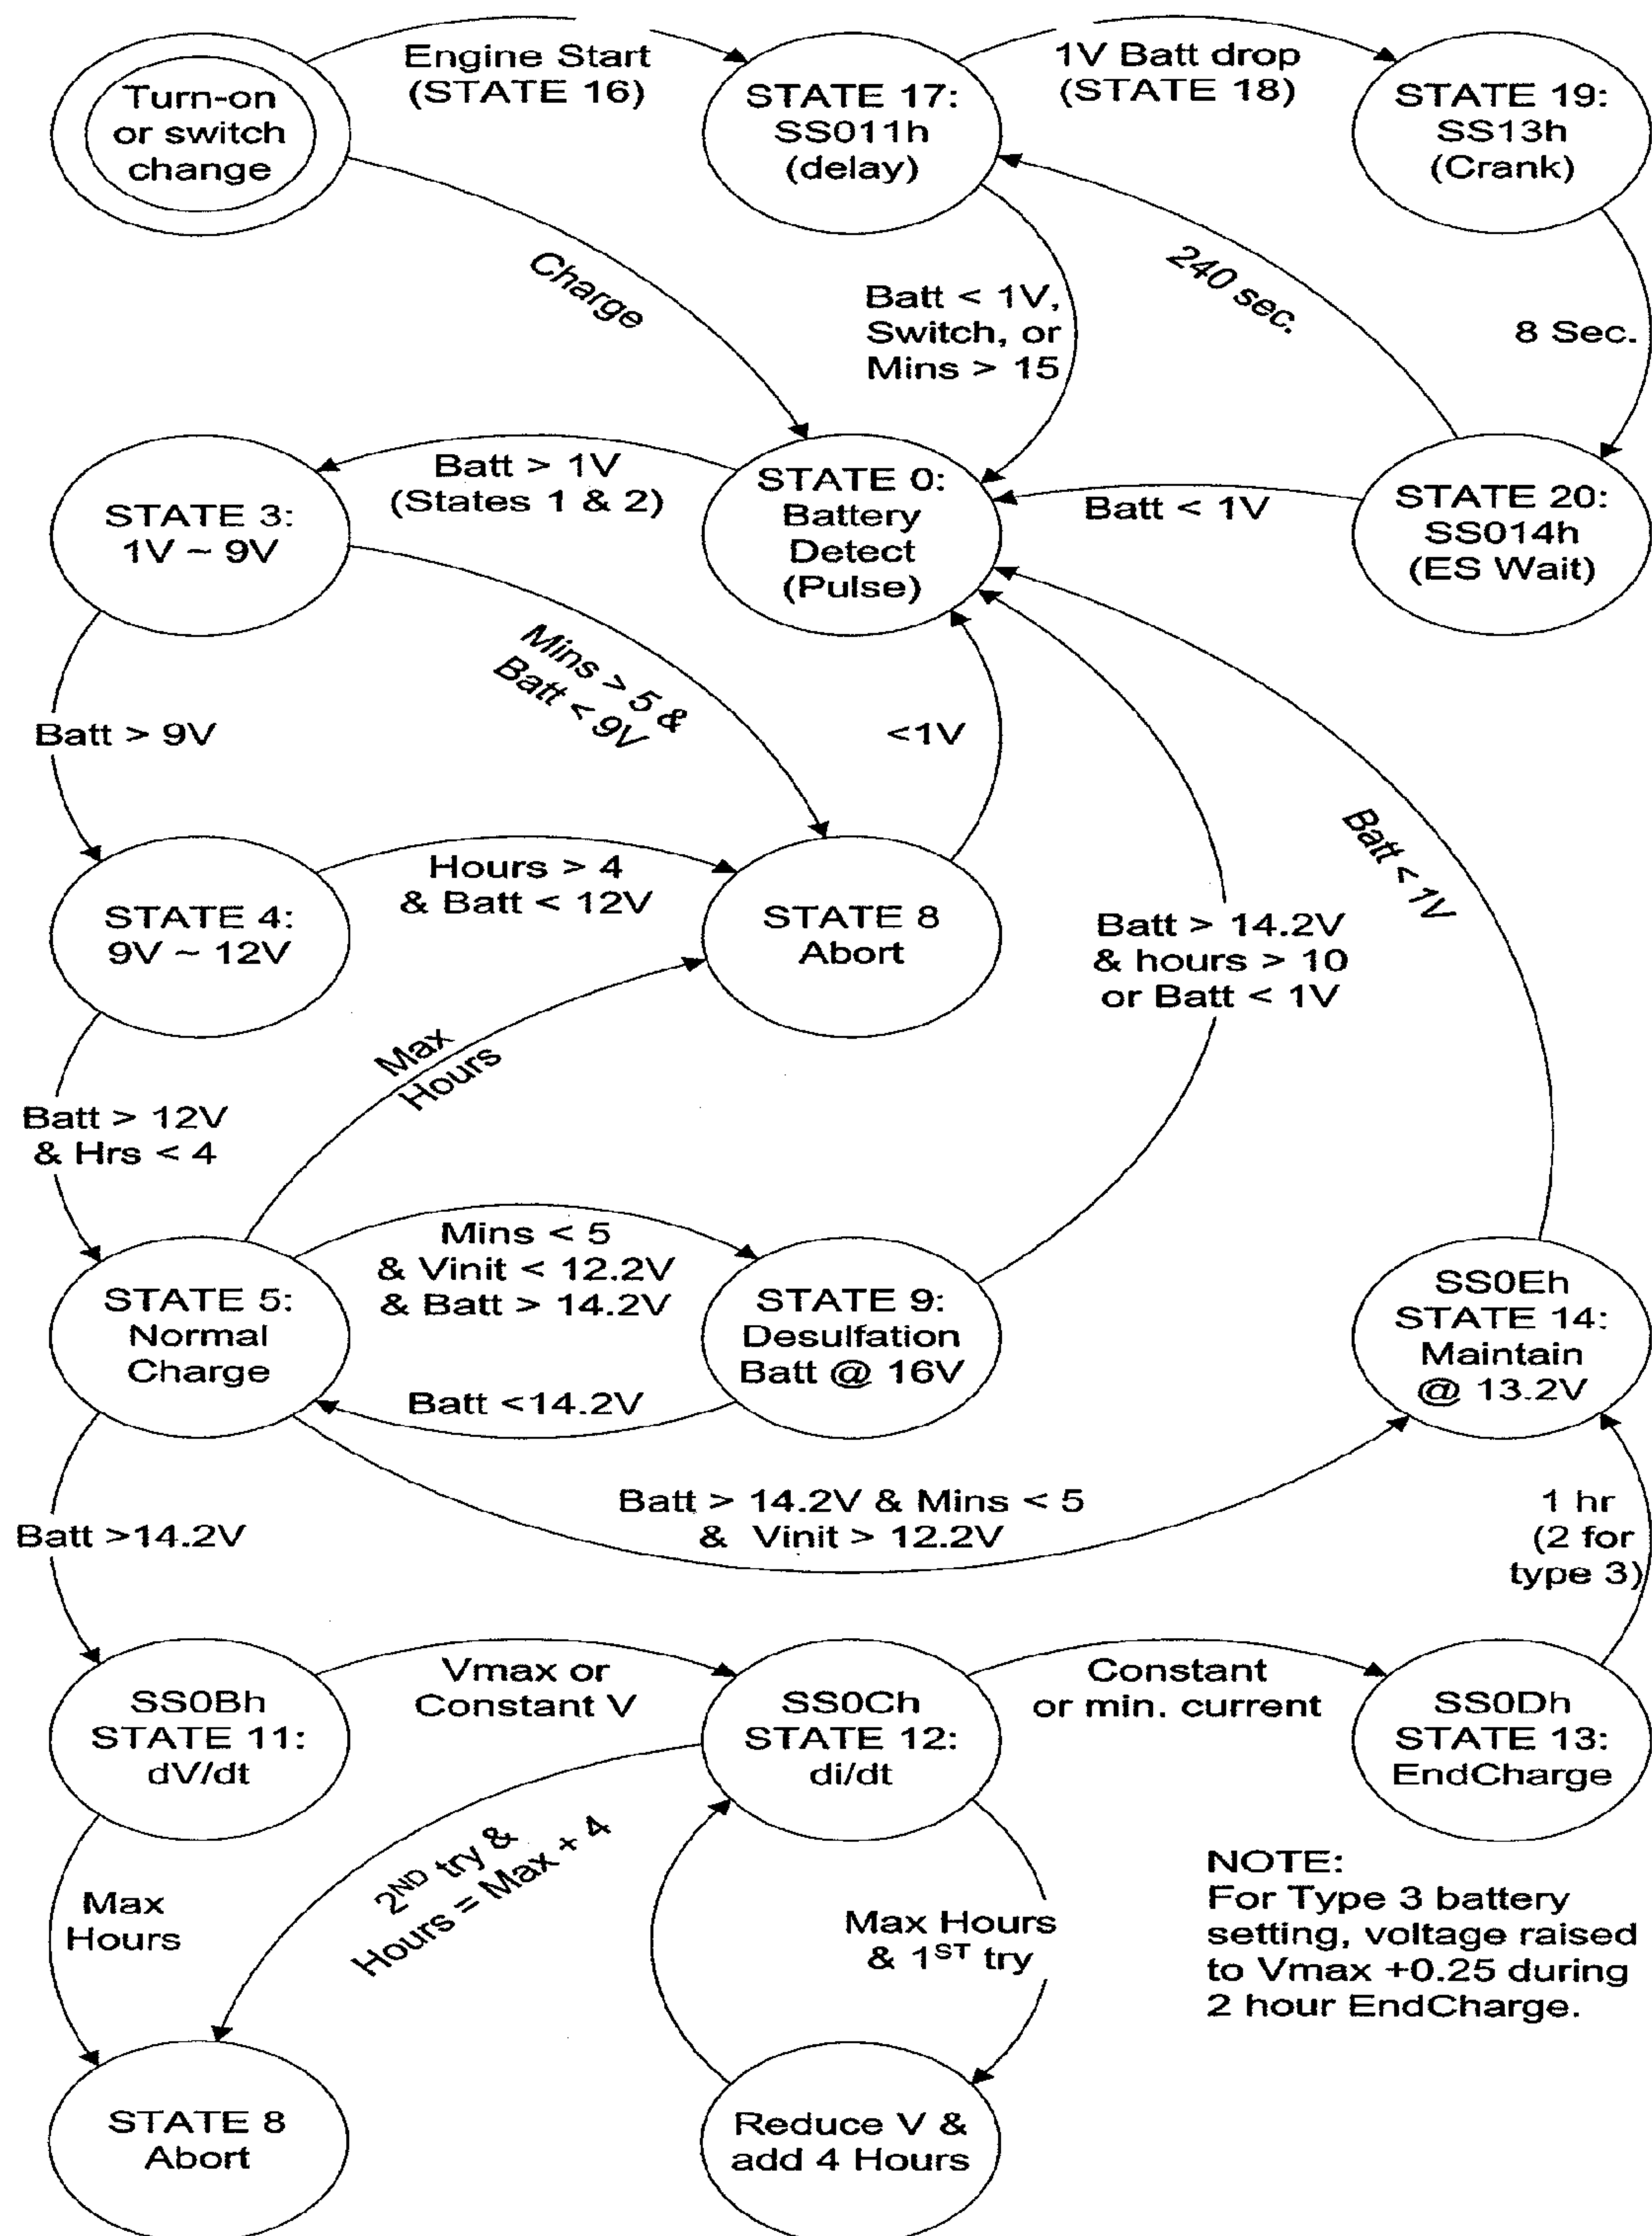 Turn-on
or switch
change
Engine Start
(STATE 16)
STATE 17:
SS011h
(delay)
1V Batt drop
(STATE 18)
STATE 19:
SS13h
(Crank)
Charge
Batt < 1V,
Switch, or
Mins > 15
240 sec.
8 Sec.
STATE 3:
1V ~ 9V
Batt > 1V
(States 1 & 2)
STATE 0:
Battery
Detect
(Pulse)
Batt < 1V
STATE 20:
SS014h
(ES Wait)
Batt > 9V
Mins > 5 &
Batt < 9V
<1V
Batt < 1V
STATE 4:
9V ~ 12V
Hours > 4
& Batt < 12V
STATE 8
Abort
Batt > 14.2V
& hours > 10
or Batt < 1V
Batt > 12V
& Hrs < 4
Max
Hours
STATE 5:
Normal
Charge
Mins < 5
& Vinit < 12.2V
& Batt > 14.2V
Batt <14.2V
STATE 9:
Desulfation
Batt @ 16V
SS0Eh
STATE 14:
Maintain
@ 13.2V
Batt >14.2V
Batt > 14.2V & Mins < 5
& Vinit > 12.2V
1 hr
(2 for
type 3)
SS0Bh
STATE 11:
dV/dt
Vmax or
Constant V
SS0Ch
STATE 12:
di/dt
Constant
or min. current
SS0Dh
STATE 13:
EndCharge
Max
Hours
2ND try &
Hours = Max + 4
Max Hours
& 1ST try
NOTE:
For Type 3 battery
setting, voltage raised
to Vmax +0.25 during
2 hour EndCharge.
STATE 8
Abort
Reduce V &
add 4 Hours